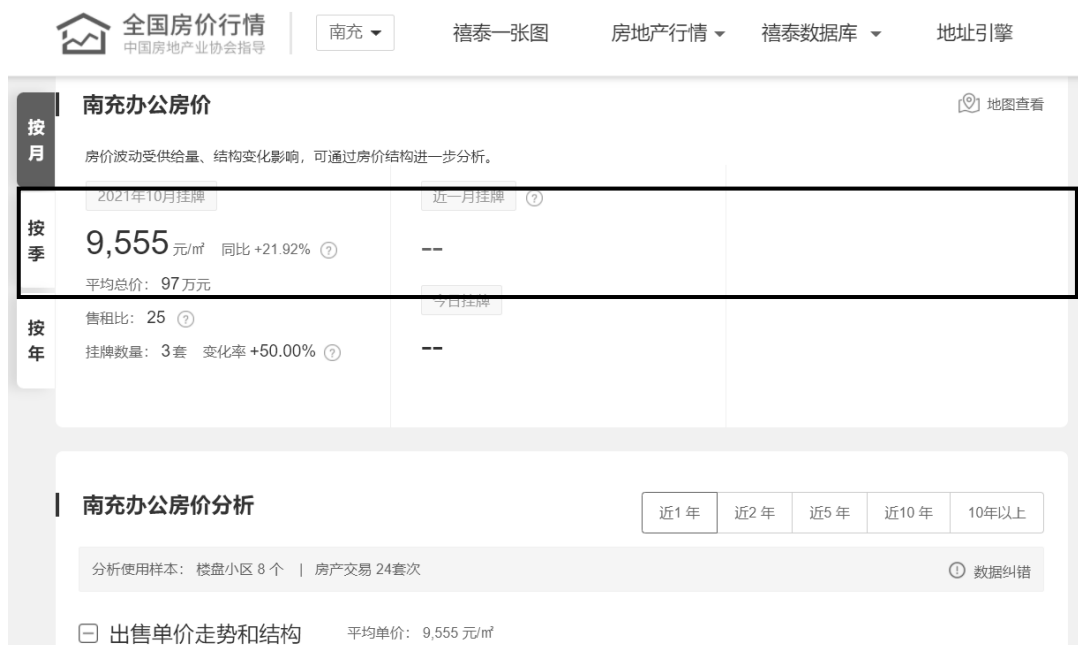 全国房价行情
中国房地产业协会指导
南充
禧泰一张图
房地产行情
禧泰数据库
地址引擎
按月
按季
按年
南充办公房价
地图查看
房价波动受供给量、结构变化影响，可通过房价结构进一步分析。
2021年10月挂牌
9,555 元/㎡ 同比 +21.92% ?
平均总价： 97万元
售租比： 25 ?
挂牌数量： 3套 变化率 +50.00% ?
近一月挂牌 ?
--
今日挂牌
--
南充办公房价分析
近1 年 近2 年 近5 年 近10 年 10年以上
分析使用样本： 楼盘小区 8 个 | 房产交易 24套次
数据纠错
出售单价走势和结构 平均单价： 9,555 元/㎡